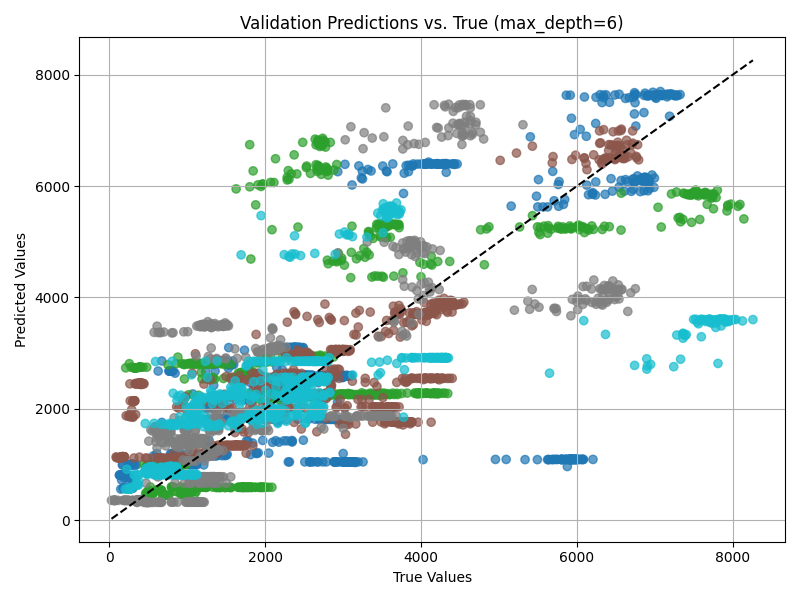 Validation Predictions vs. True (max_depth=6)
8000
6000
4000
2000
0
Predicted Values
0 2000 4000 6000 8000
True Values